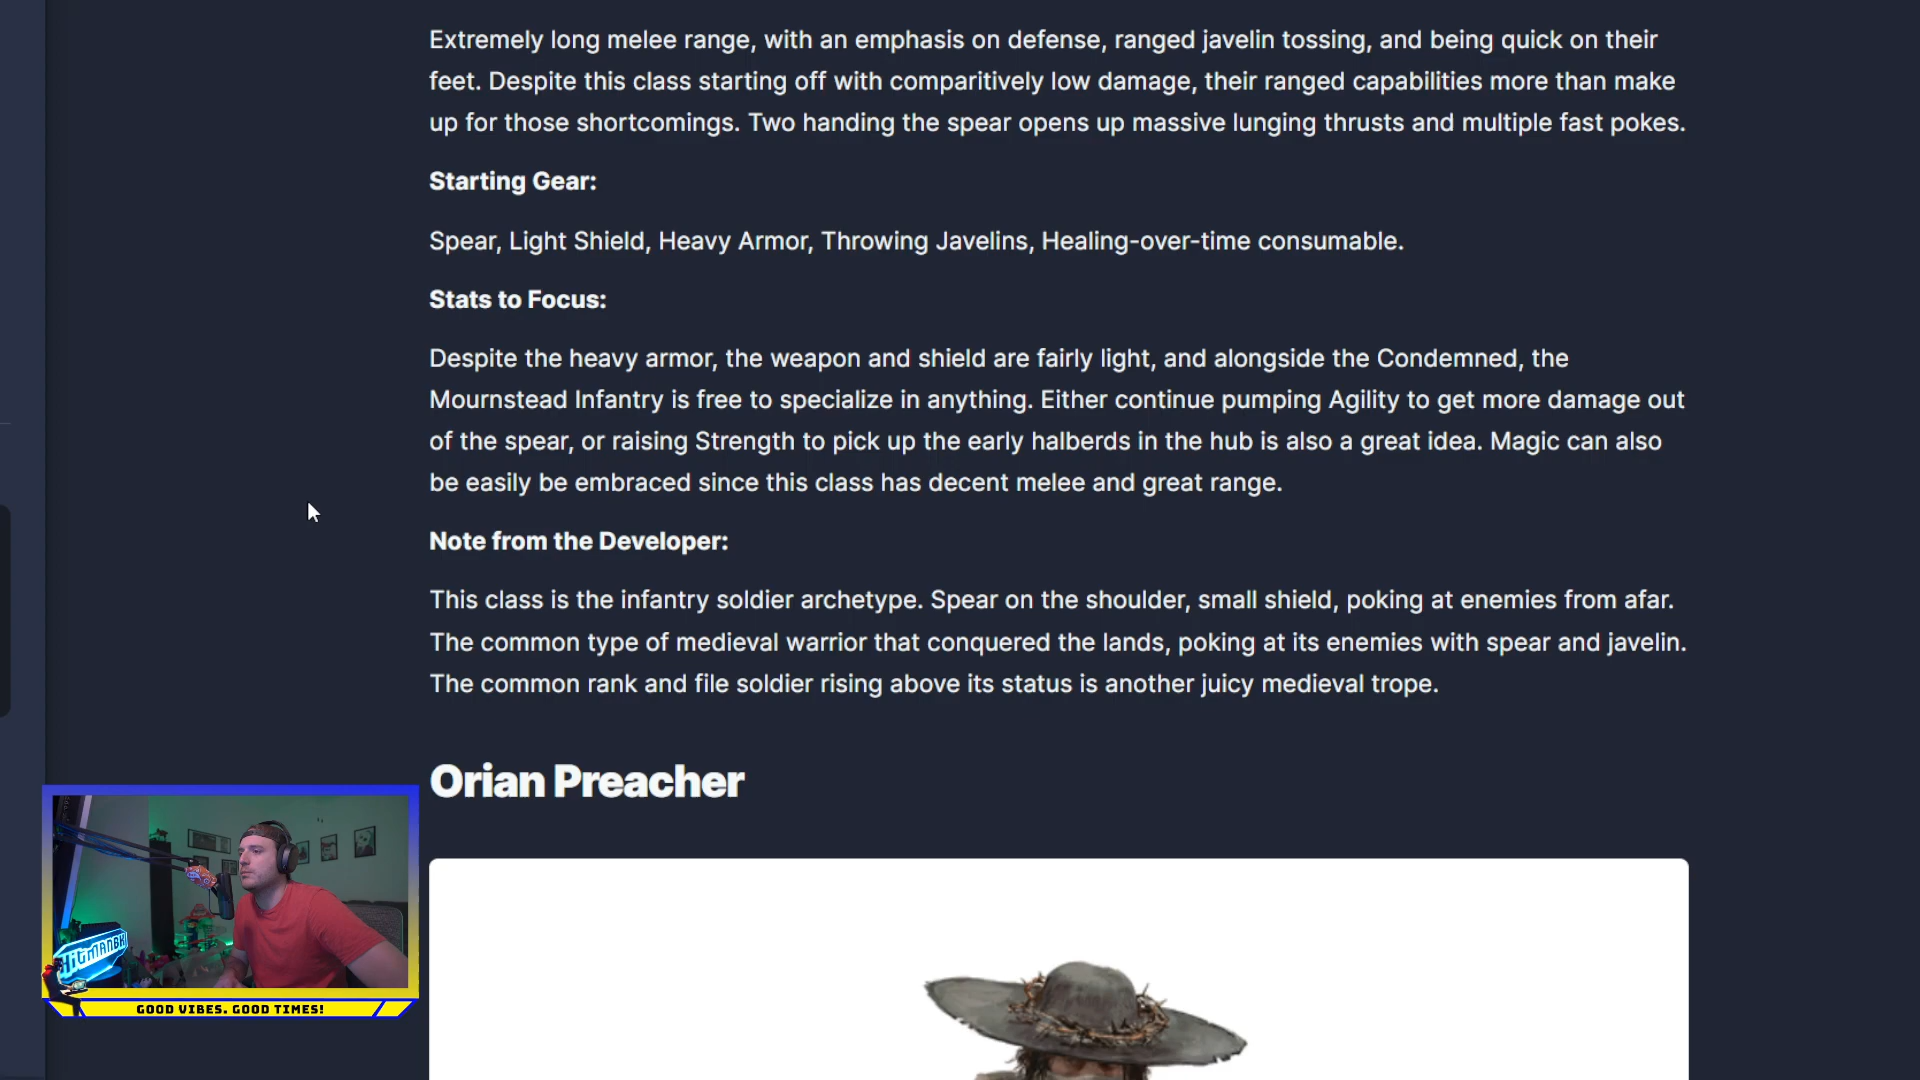 Extremely long melee range, with an emphasis on defense, ranged javelin tossing, and being quick on their
feet. Despite this class starting off with comparitively low damage, their ranged capabilities more than make
up for those shortcomings. Two handing the spear opens up massive lunging thrusts and multiple fast pokes.
Starting Gear:
Spear, Light Shield, Heavy Armor, Throwing Javelins, Healing-over-time consumable.
Stats to Focus:
Despite the heavy armor, the weapon and shield are fairly light, and alongside the Condemned, the
Mournstead Infantry is free to specialize in anything. Either continue pumping Agility to get more damage out
of the spear, or raising Strength to pick up the early halberds in the hub is also a great idea. Magic can also
be easily be embraced since this class has decent melee and great range.
Note from the Developer:
This class is the infantry soldier archetype. Spear on the shoulder, small shield, poking at enemies from afar.
The common type of medieval warrior that conquered the lands, poking at its enemies with spear and javelin.
The common rank and file soldier rising above its status is another juicy medieval trope.
Orian Preacher
HiTMANBK
GOOD VIBES. GOOD TIMES!